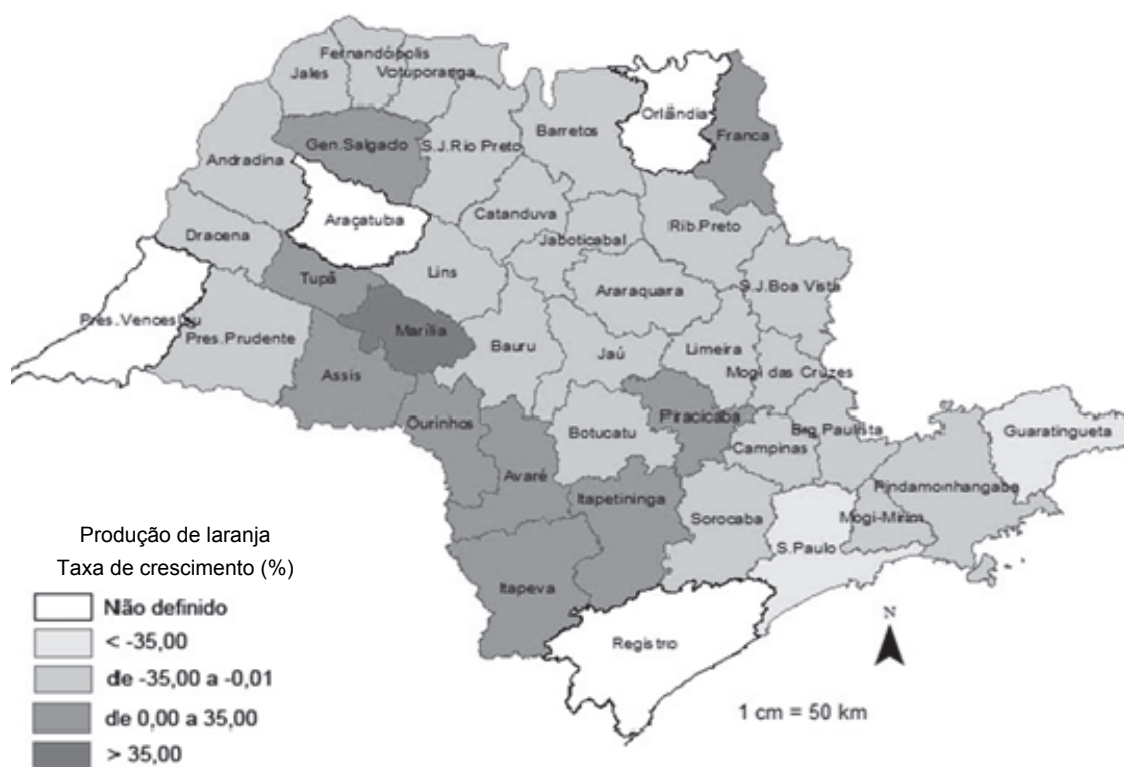 Fernandópolis
Jales
Votuporanga
Orlândia
Barretos
Franca
Gen.Salgado
S.J.Rio Preto
Andradina
Araçatuba
Catanduva
Rib.Preto
Dracena
Jaboticabal
Lins
Tupã
Araraquara
S.J.Boa Vista
Pres.Venceslau
Marília
Pres.Prudente
Bauru
Jaú
Limeira
Mogi das Cruzes
Assis
Piracicaba
Ourinhos
Botucatu
Brg.Paulista
Guaratingueta
Campinas
Avaré
Itapetininga
Pindamonhangaba
Sorocaba
Mogi-Mirim
S.Paulo
Itapeva
Registro
N
1 cm = 50 km
Produção de laranja
Taxa de crescimento (%)
Não definido
< -35,00
de -35,00 a -0,01
de 0,00 a 35,00
> 35,00